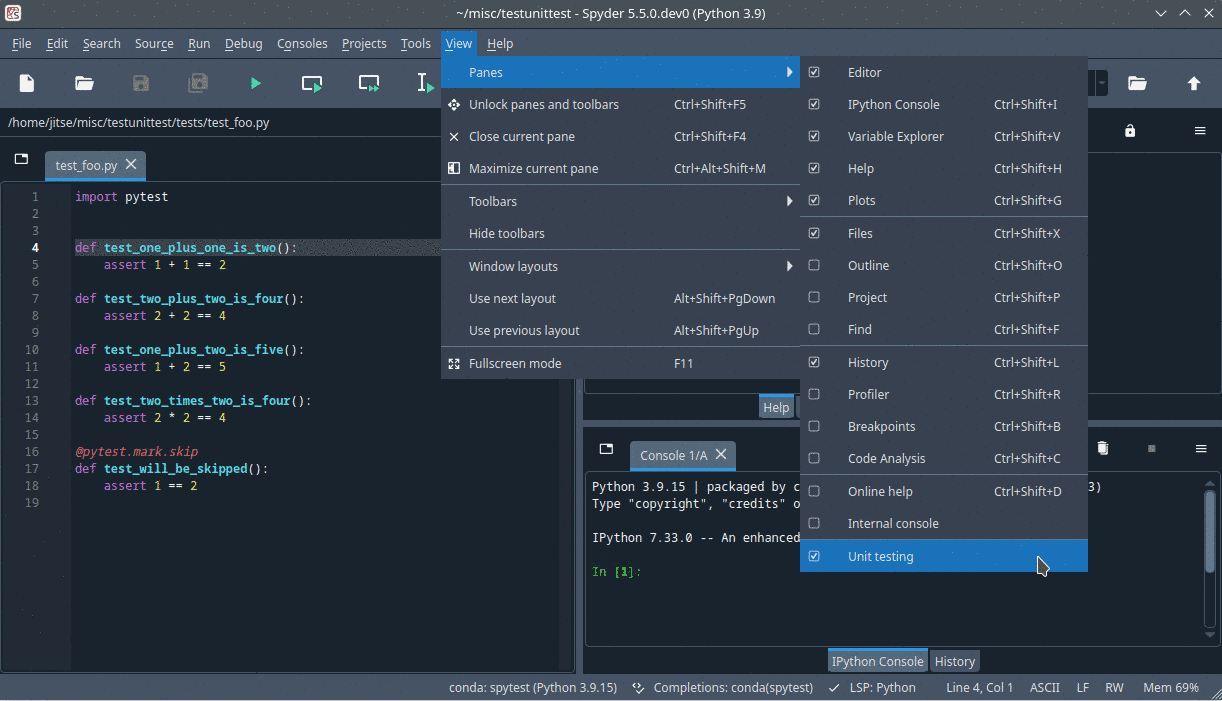 ~/misc/testunittest - Spyder 5.5.0.dev0 (Python 3.9)
File Edit Search Source Run Debug Consoles Projects Tools View Help
/home/jitse/misc/testunittest/tests/test_foo.py
test_foo.py
1 import pytest
2
3
4 def test_one_plus_one_is_two():
5 assert 1 + 1 == 2
6
7 def test_two_plus_two_is_four():
8 assert 2 + 2 == 4
9
10 def test_one_plus_two_is_five():
11 assert 1 + 2 == 5
12
13 def test_two_times_two_is_four():
14 assert 2 * 2 == 4
15
16 @pytest.mark.skip
17 def test_will_be_skipped():
18 assert 1 == 2
19
Panes
Unlock panes and toolbars Ctrl+Shift+F5
Close current pane Ctrl+Shift+F4
Maximize current pane Ctrl+Alt+Shift+M
Toolbars
Hide toolbars
Window layouts
Use next layout Alt+Shift+PgDown
Use previous layout Alt+Shift+PgUp
Fullscreen mode F11
Editor
IPython Console Ctrl+Shift+I
Variable Explorer Ctrl+Shift+V
Help Ctrl+Shift+H
Plots Ctrl+Shift+G
Files Ctrl+Shift+X
Outline Ctrl+Shift+O
Project Ctrl+Shift+P
Find Ctrl+Shift+F
History Ctrl+Shift+L
Profiler Ctrl+Shift+R
Breakpoints Ctrl+Shift+B
Code Analysis Ctrl+Shift+C
Online help Ctrl+Shift+D
Internal console
Unit testing
Help
Console 1/A
Python 3.9.15 | packaged by c 3)
Type "copyright", "credits" o
IPython 7.33.0 -- An enhanced
In [1]:
IPython Console History
conda: spytest (Python 3.9.15) Completions: conda(spytest) LSP: Python Line 4, Col 1 ASCII LF RW Mem 69%